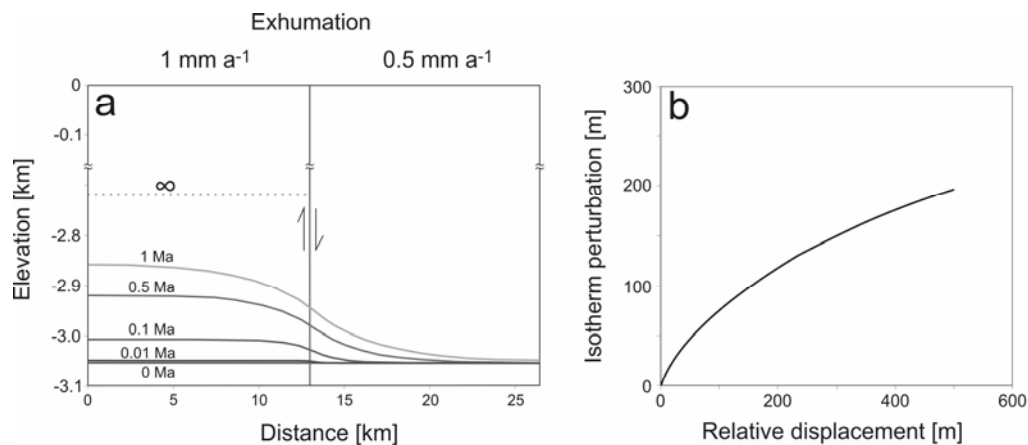 Exhumation
1 mm a⁻¹
0.5 mm a⁻¹
a
0
-0.1
-2.8
-2.9
-3.0
-3.1
Elevation [km]
∞
1 Ma
0.5 Ma
0.1 Ma
0.01 Ma
0 Ma
0
5
10
15
20
25
Distance [km]
b
300
200
100
0
Isotherm perturbation [m]
0
200
400
600
Relative displacement [m]